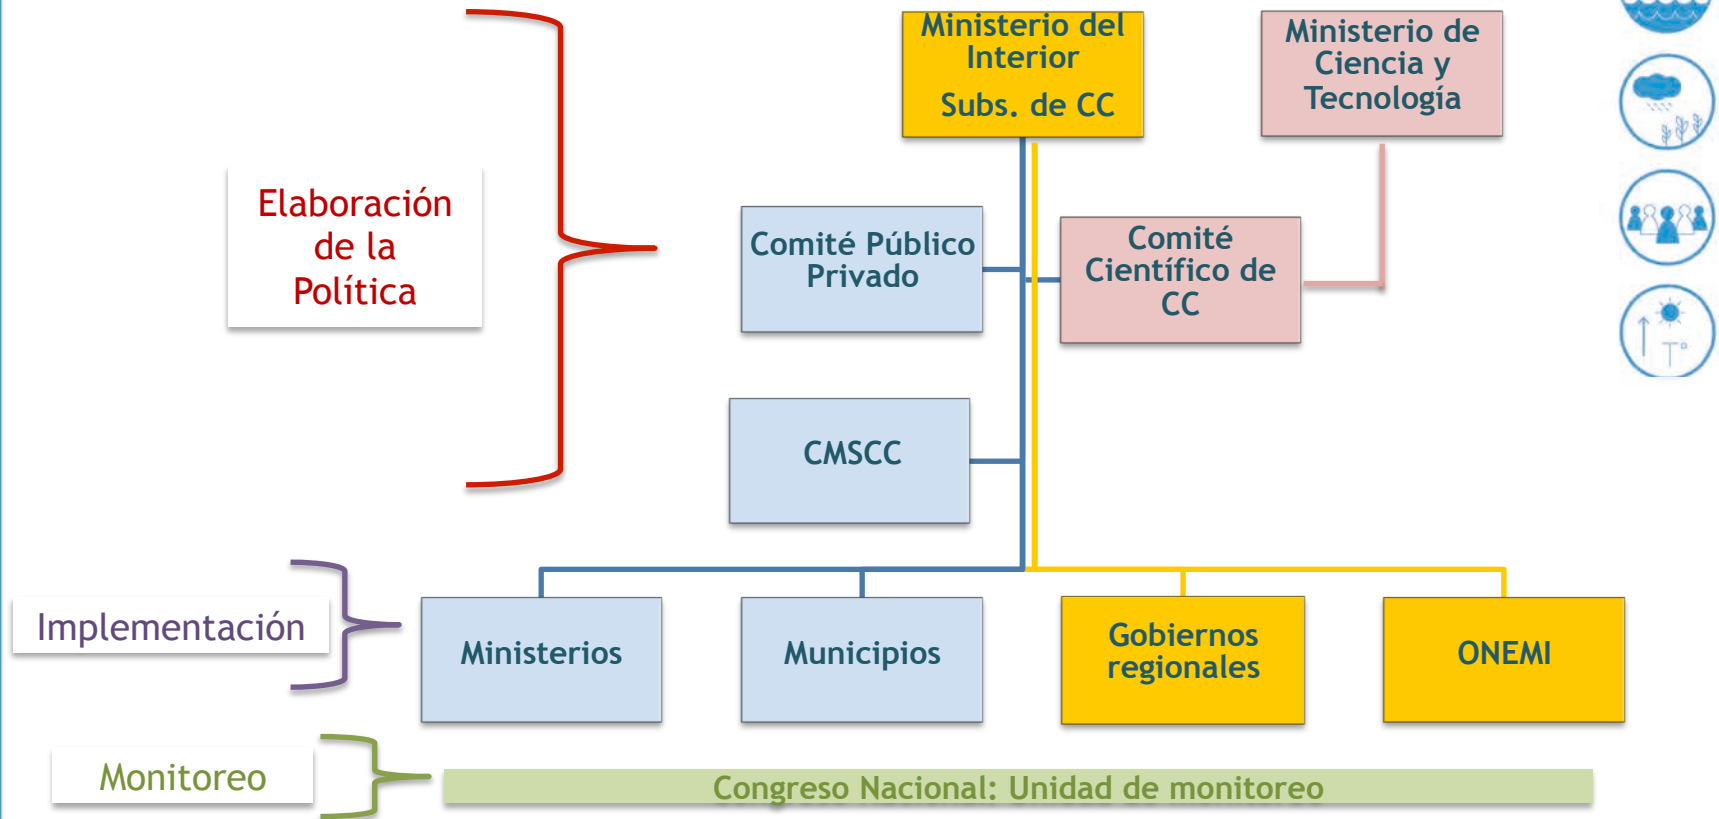 Ministerio del
Interior
Subs. de CC
Ministerio de
Ciencia y
Tecnología
Elaboración
de la
Política
Comité Público
Privado
Comité
Científico de
CC
CMSCC
Implementación
Ministerios
Municipios
Gobiernos
regionales
ONEMI
Monitoreo
Congreso Nacional: Unidad de monitoreo
T°